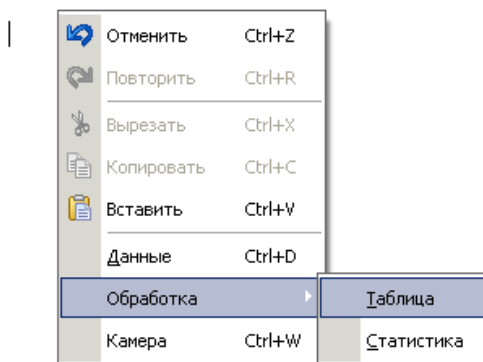 Отменить Ctrl+Z
Повторить Ctrl+R
Вырезать Ctrl+X
Копировать Ctrl+C
Вставить Ctrl+V
Данные Ctrl+D
Обработка Таблица
Камера Ctrl+W Статистика